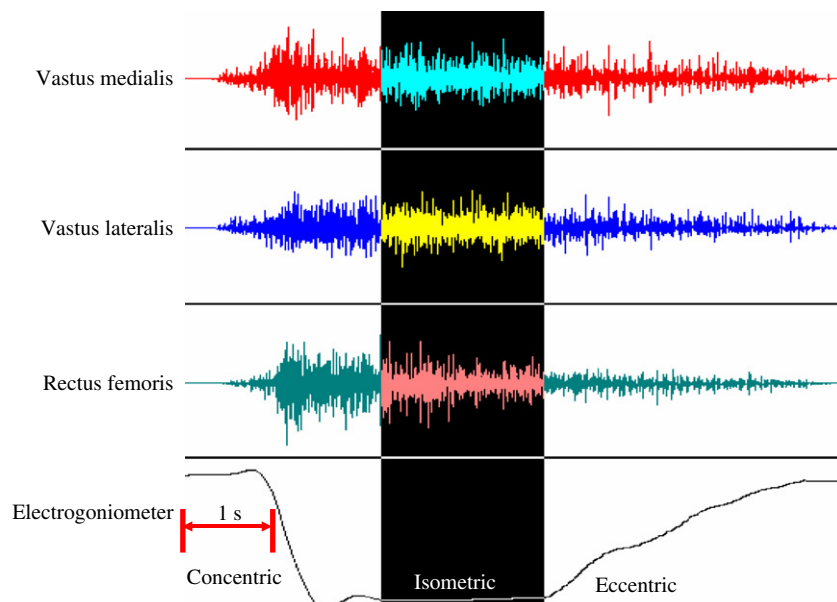 Vastus medialis
Vastus lateralis
Rectus femoris
Electrogoniometer
1 s
Concentric
Isometric
Eccentric